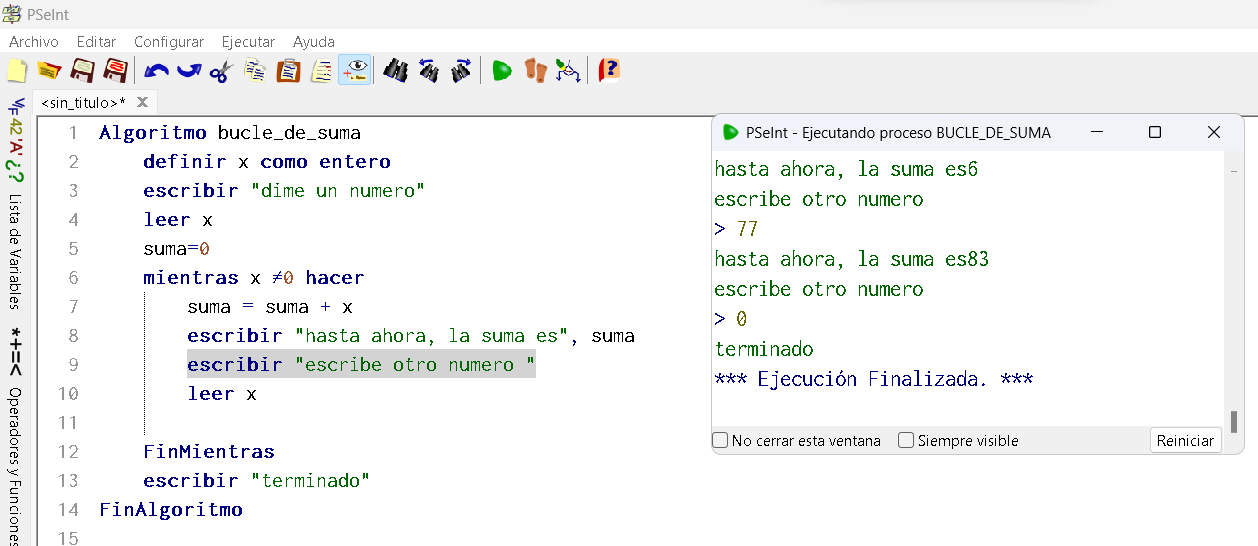 PSeInt
Archivo Editar Configurar Ejecutar Ayuda
<sin_titulo>* X
1 Algoritmo bucle_de_suma
2 definir x como entero
3 escribir "dime un numero"
4 leer x
5 suma=0
6 mientras x ≠0 hacer
7 suma = suma + x
8 escribir "hasta ahora, la suma es", suma
9 escribir "escribe otro numero "
10 leer x
11
12 FinMientras
13 escribir "terminado"
14 FinAlgoritmo
15
42 'A' ¿? Lista de Variables
*+=< Operadores y Funciones
PSeInt - Ejecutando proceso BUCLE_DE_SUMA
hasta ahora, la suma es6
escribe otro numero
> 77
hasta ahora, la suma es83
escribe otro numero
> 0
terminado
*** Ejecución Finalizada. ***
No cerrar esta ventana Siempre visible Reiniciar